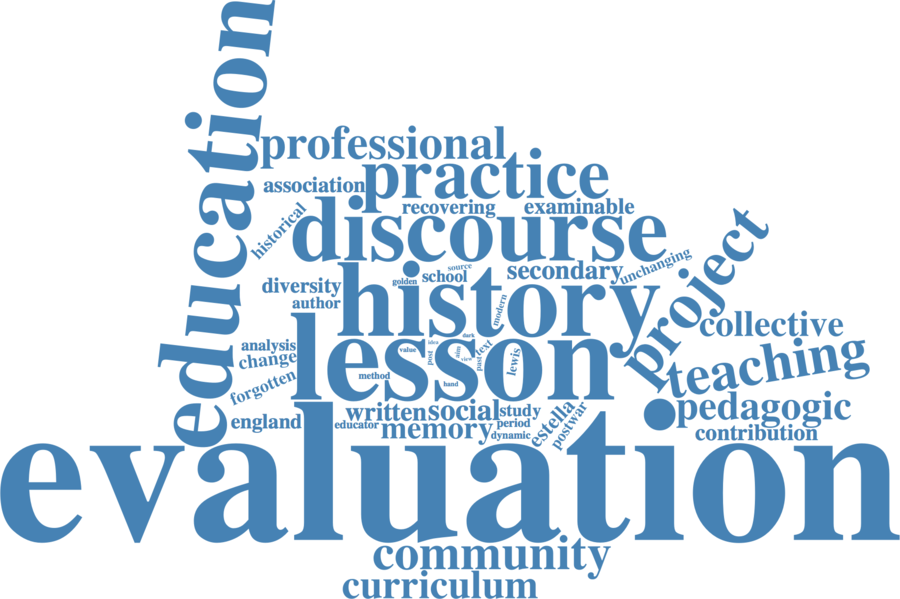 education
professional
practice
association
recovering
examinable
historical
discourse
project
source
school
secondary
unchanging
golden
diversity
author
history
modern
collective
analysis
change
forgotten
lesson
value
idea
dark
post
aim
view
text
past
lewis
method
hand
teaching
pedagogic
contribution
england
written
social
study
educator
memory
period
dynamic
estella
postwar
evaluation
community
curriculum